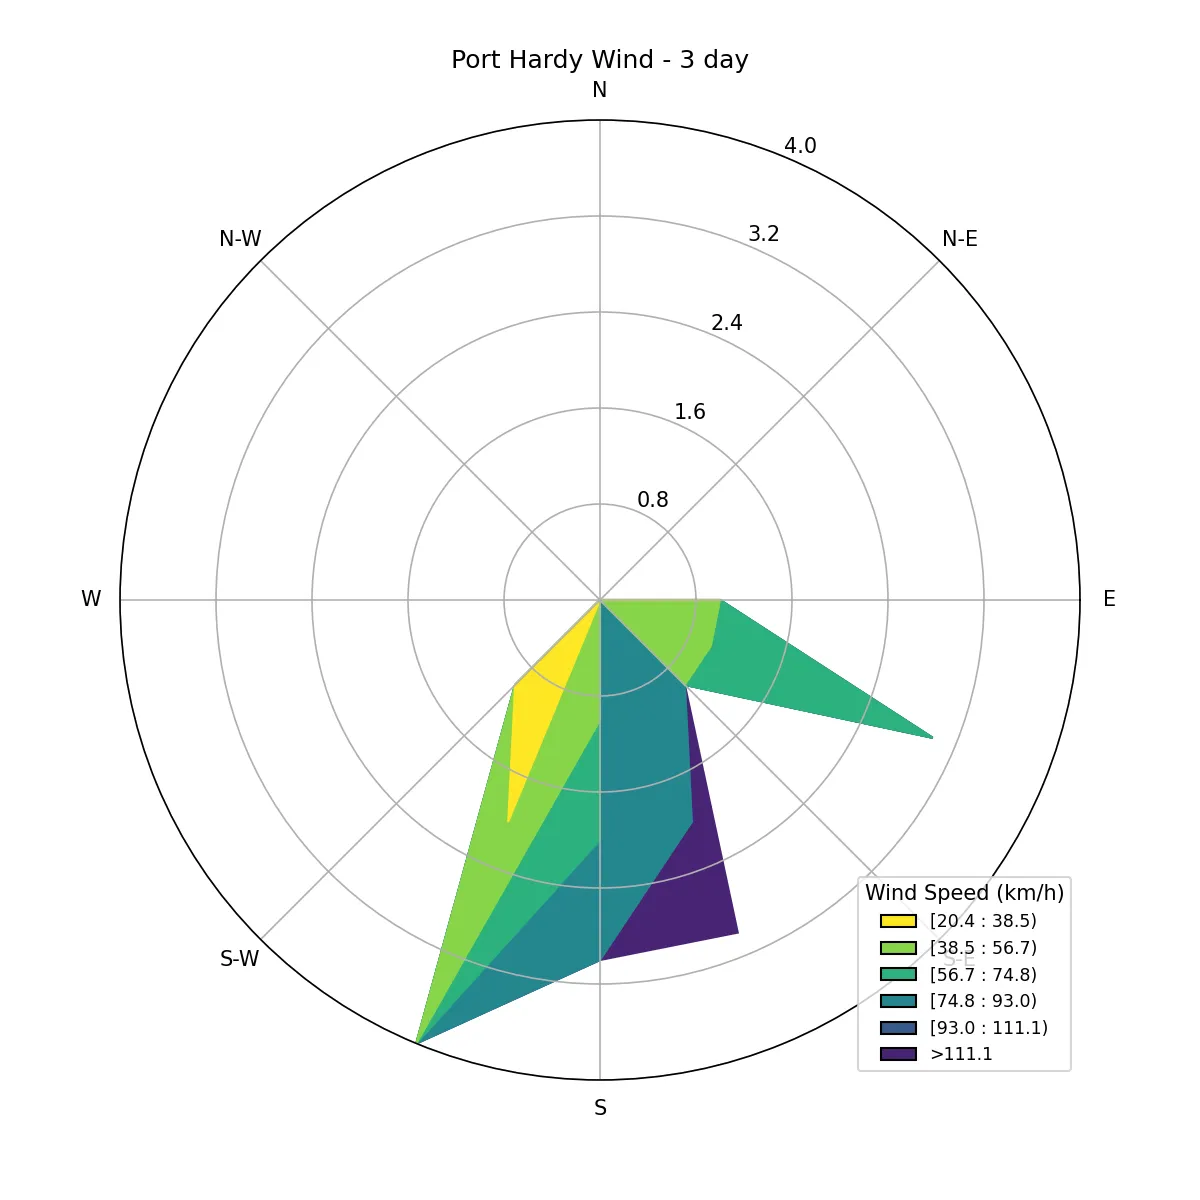 Port Hardy Wind - 3 day
N
4.0
N-W
3.2
N-E
2.4
1.6
0.8
W
E
S-W
S-E
S
Wind Speed (km/h)
[20.4 : 38.5)
[38.5 : 56.7)
[56.7 : 74.8)
[74.8 : 93.0)
[93.0 : 111.1)
>111.1